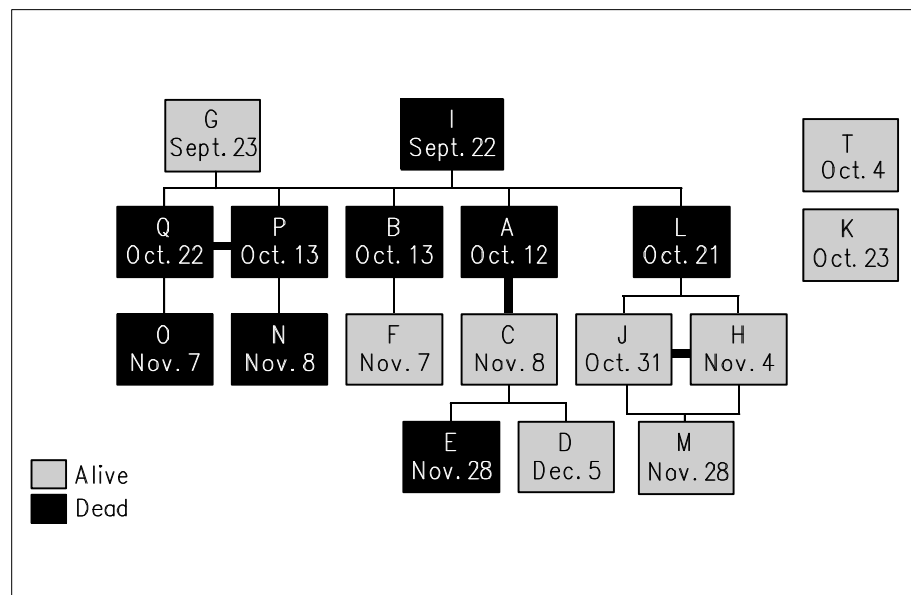 G
Sept. 23
I
Sept. 22
T
Oct. 4
Q
Oct. 22
P
Oct. 13
B
Oct. 13
A
Oct. 12
L
Oct. 21
K
Oct. 23
O
Nov. 7
N
Nov. 8
F
Nov. 7
C
Nov. 8
J
Oct. 31
H
Nov. 4
E
Nov. 28
D
Dec. 5
M
Nov. 28
Alive
Dead